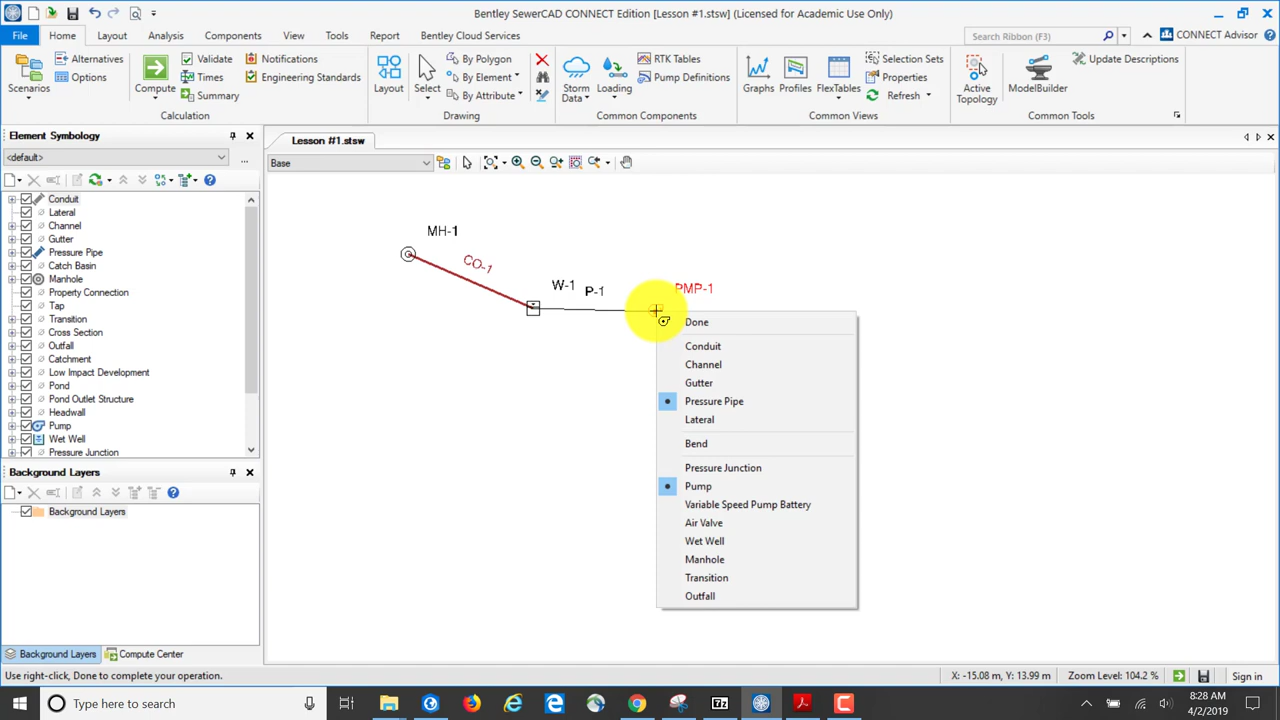 Bentley SewerCAD CONNECT Edition [Lesson #1.stsw] (Licensed for Academic Use Only)
File Home Layout Analysis Components View Tools Report Bentley Cloud Services Search Ribbon (F3) CONNECT Advisor
Scenarios
Alternatives
Options
Compute
Validate
Times
Summary
Notifications
Engineering Standards
Calculation
Layout
Select
By Polygon
By Element
By Attribute
Drawing
Storm
Data
Loading
RTK Tables
Pump Definitions
Common Components
Graphs
Profiles
FlexTables
Selection Sets
Properties
Refresh
Common Views
Active
Topology
ModelBuilder
Update Descriptions
Common Tools
Element Symbology
<default>
...
Conduit
Lateral
Channel
Gutter
Pressure Pipe
Catch Basin
Manhole
Property Connection
Tap
Transition
Cross Section
Outfall
Catchment
Low Impact Development
Pond
Pond Outlet Structure
Headwall
Pump
Wet Well
Pressure Junction
Background Layers
Background Layers
Background Layers Compute Center
Lesson #1.stsw
Base
MH-1
CO-1
W-1
P-1
PMP-1
Done
Conduit
Channel
Gutter
Pressure Pipe
Lateral
Bend
Pressure Junction
Pump
Variable Speed Pump Battery
Air Valve
Wet Well
Manhole
Transition
Outfall
Use right-click, Done to complete your operation. X: -15.08 m, Y: 13.99 m Zoom Level: 104.2 % Sign in
Type here to search
7z
8:28 AM
4/2/2019